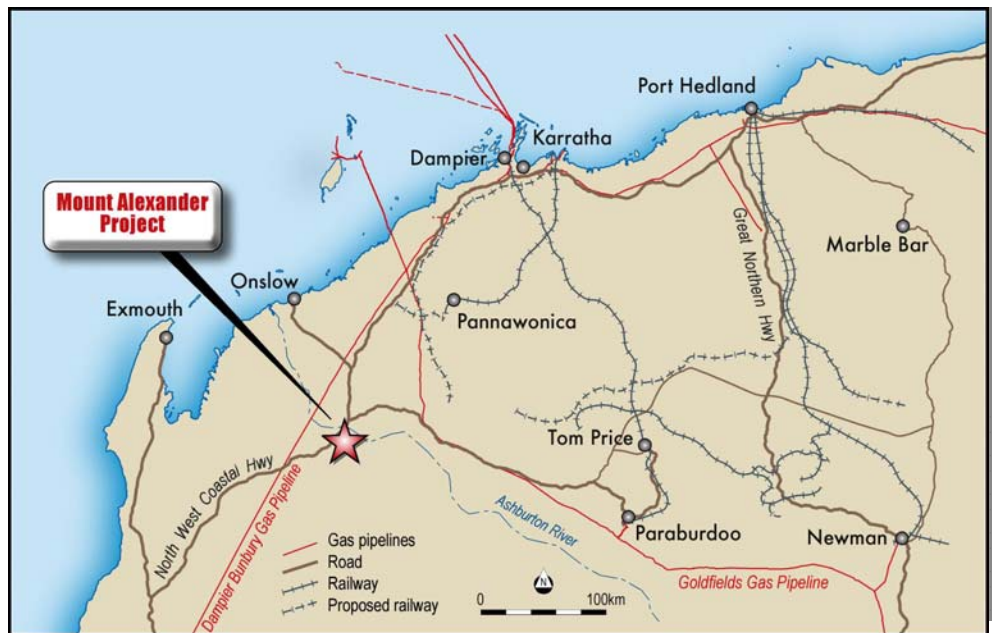 Port Hedland
Karratha
Dampier
Mount Alexander
Project
Marble Bar
Great Northern Hwy
Onslow
Exmouth
Pannawonica
Tom Price
North West Coastal Hwy
Dampier Bunbury Gas Pipeline
Ashburton River
Paraburdoo
Newman
Goldfields Gas Pipeline
Gas pipelines
Road
Railway
Proposed railway
N
0
100km